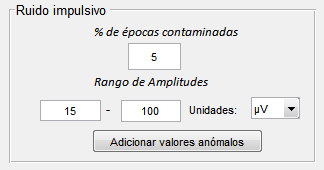 Ruido impulsivo
% de épocas contaminadas
5
Rango de Amplitudes
15 - 100 Unidades: µV
Adicionar valores anómalos